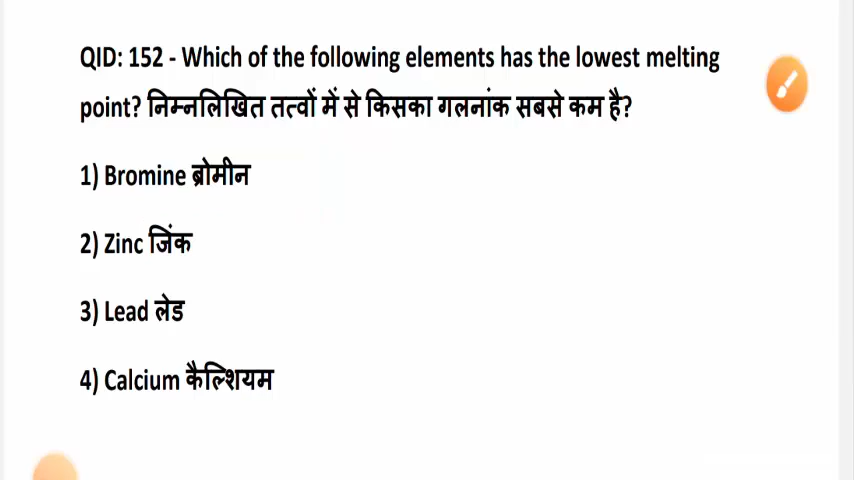 QID: 152 - Which of the following elements has the lowest melting
point? निम्नलिखित तत्वों में से किसका गलनांक सबसे कम है?
1) Bromine ब्रोमीन
2) Zinc जिंक
3) Lead लेड
4) Calcium कैल्शियम